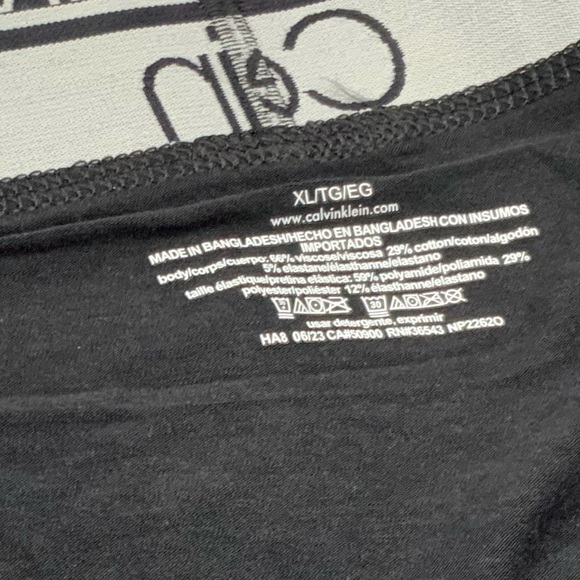 XL/TG/EG
www.calvinklein.com
MADE IN BANGLADESH/HECHO EN BANGLADESH CON INSUMOS
IMPORTADOS
body/corps/cuerpo: 66% viscose/viscosa 29% cotton/coton/algodón
5% elastane/élasthanne/elastano
taille élastique/pretina elástica: 59% polyamide/poliamida 29%
polyester/poliéster 12% élasthanne/elastano
30
usar detergente, exprimir
HA8 06/23 CA#50900 RN#36543 NP2262O